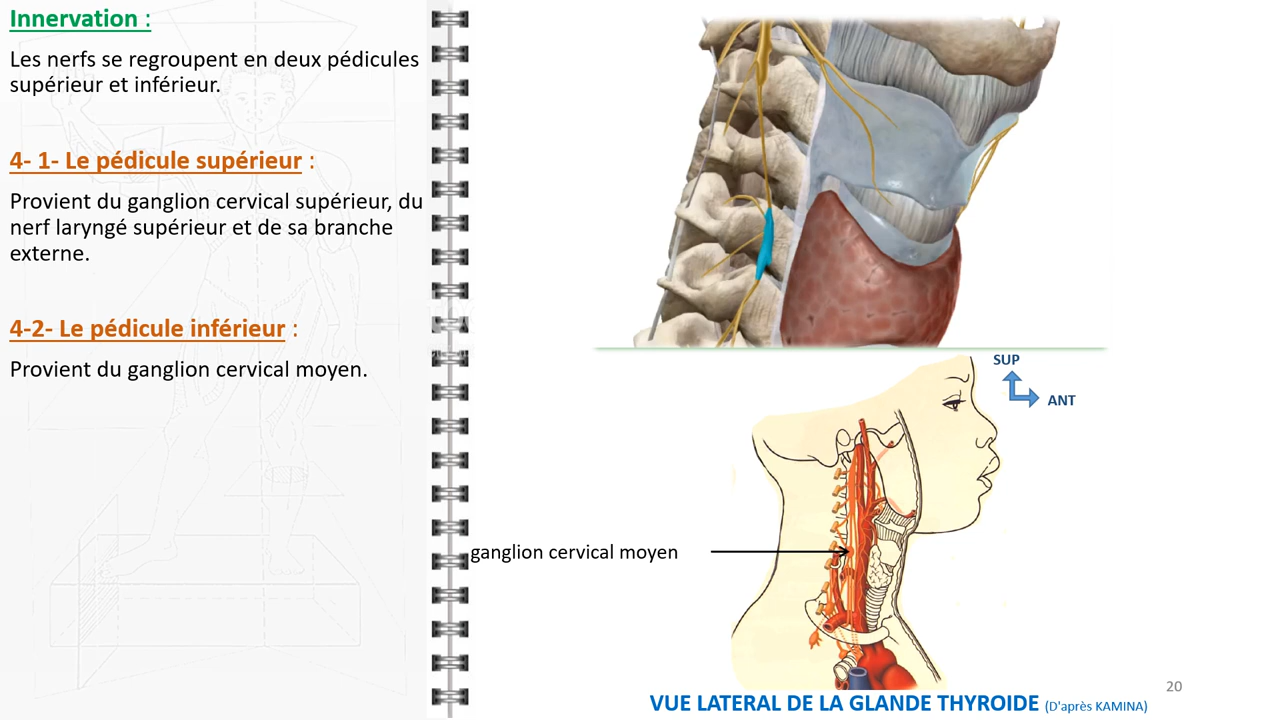 Innervation :
Les nerfs se regroupent en deux pédicules
supérieur et inférieur.
4- 1- Le pédicule supérieur :
Provient du ganglion cervical supérieur, du
nerf laryngé supérieur et de sa branche
externe.
4-2- Le pédicule inférieur :
Provient du ganglion cervical moyen.
SUP
ANT
ganglion cervical moyen
20
VUE LATERAL DE LA GLANDE THYROIDE (D'après KAMINA)